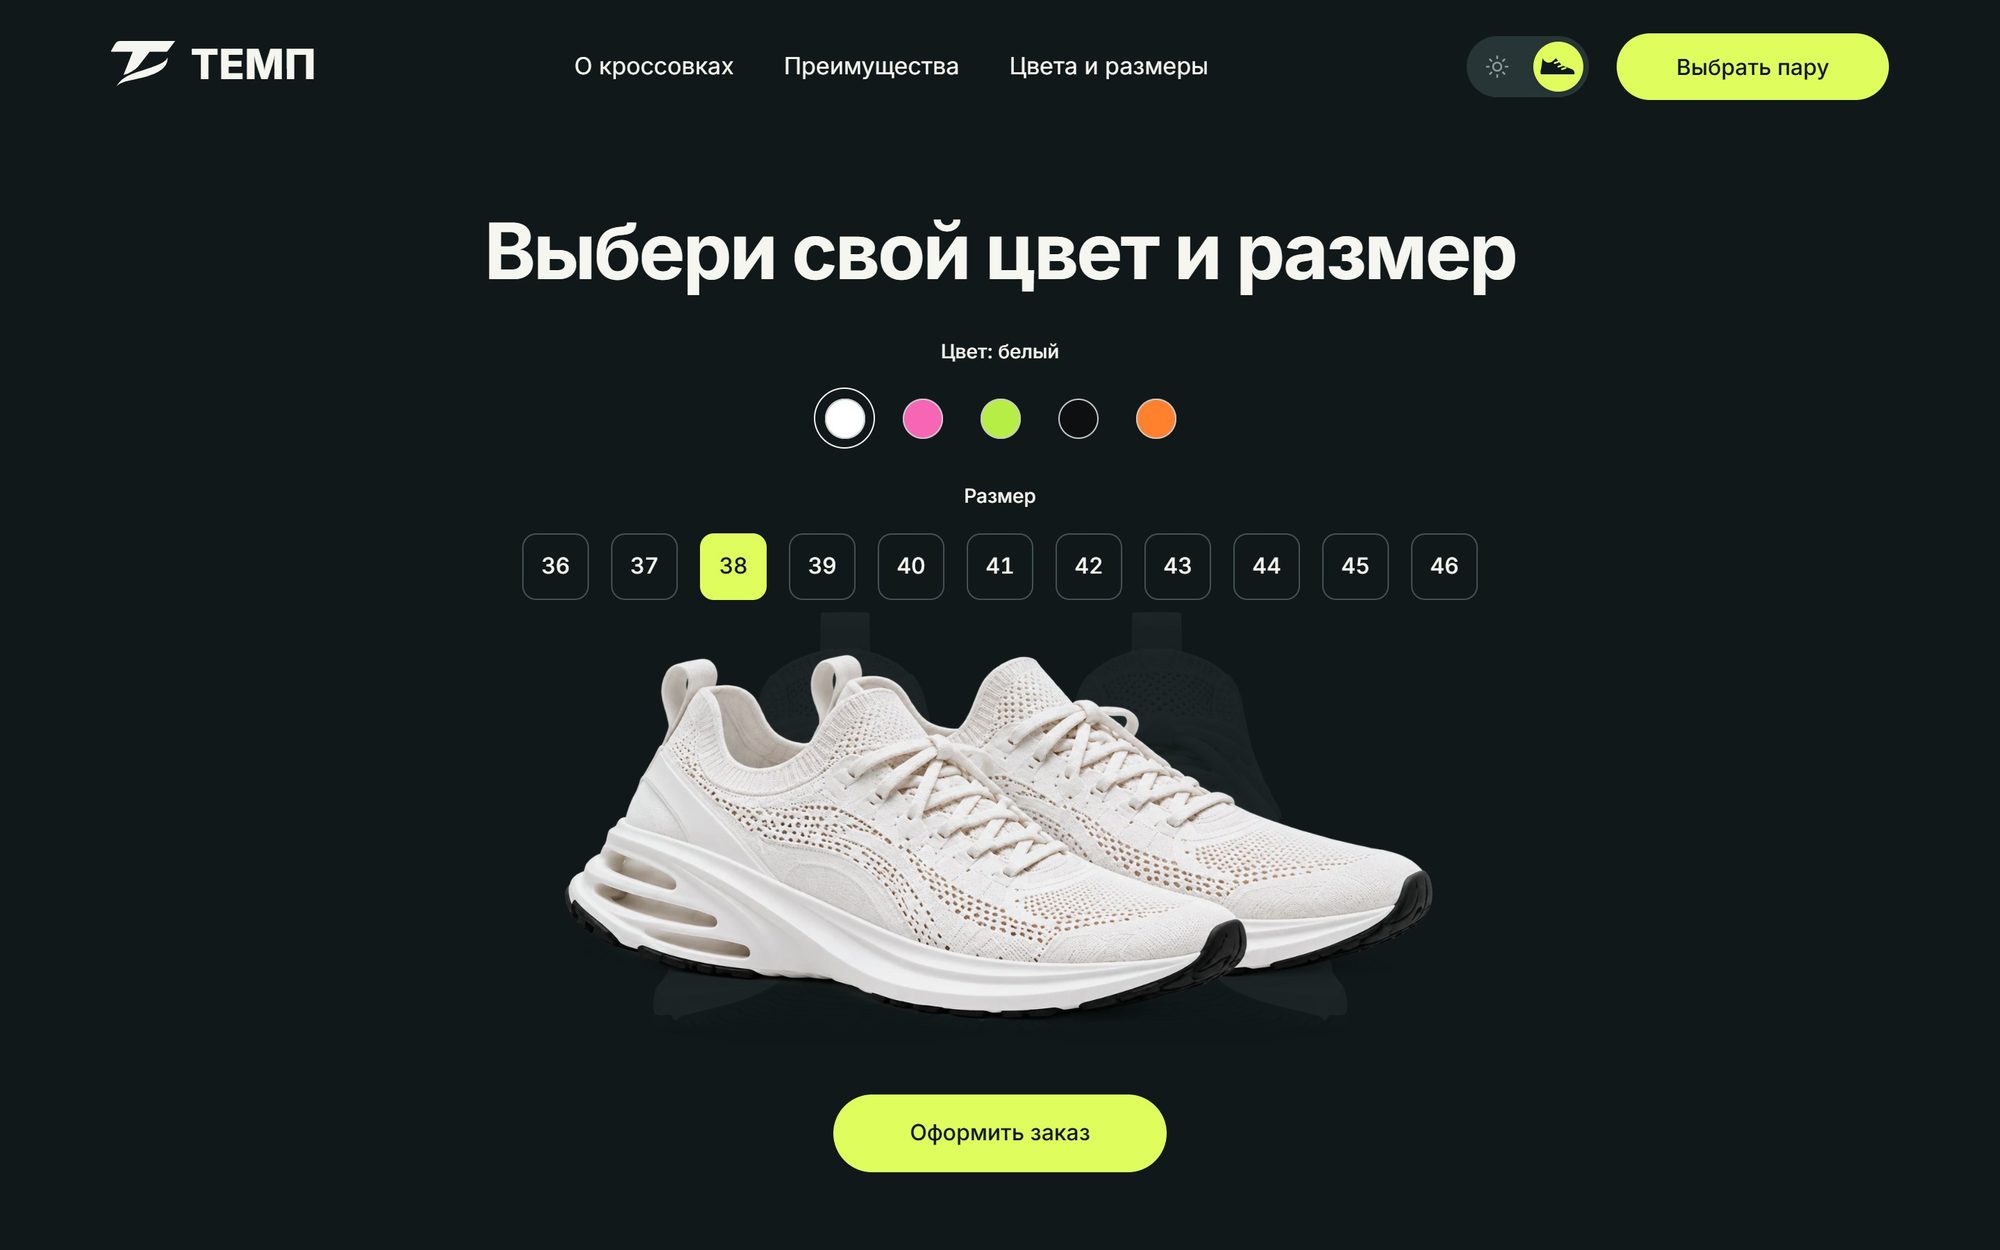 ТЕМП
О кроссовках
Преимущества
Цвета и размеры
Выбрать пару
Выбери свой цвет и размер
Цвет: белый
Размер
36 37 38 39 40 41 42 43 44 45 46
Оформить заказ